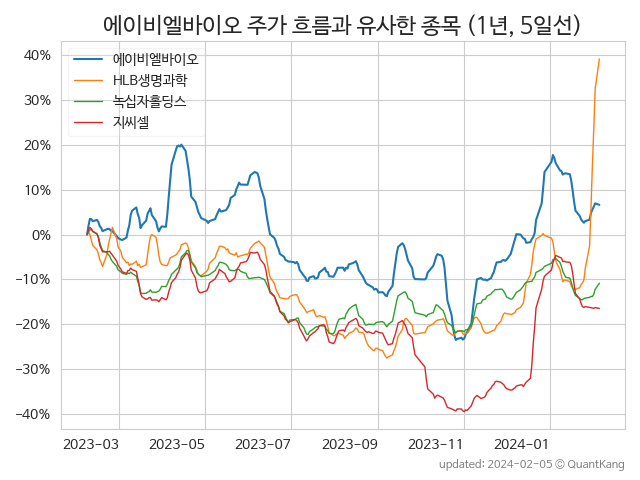 에이비엘바이오 주가 흐름과 유사한 종목 (1년, 5일선)
40%
30%
20%
10%
0%
−10%
−20%
−30%
−40%
에이비엘바이오
HLB생명과학
녹십자홀딩스
지씨셀
2023-03
2023-05
2023-07
2023-09
2023-11
2024-01
updated: 2024-02-05 © QuantKang